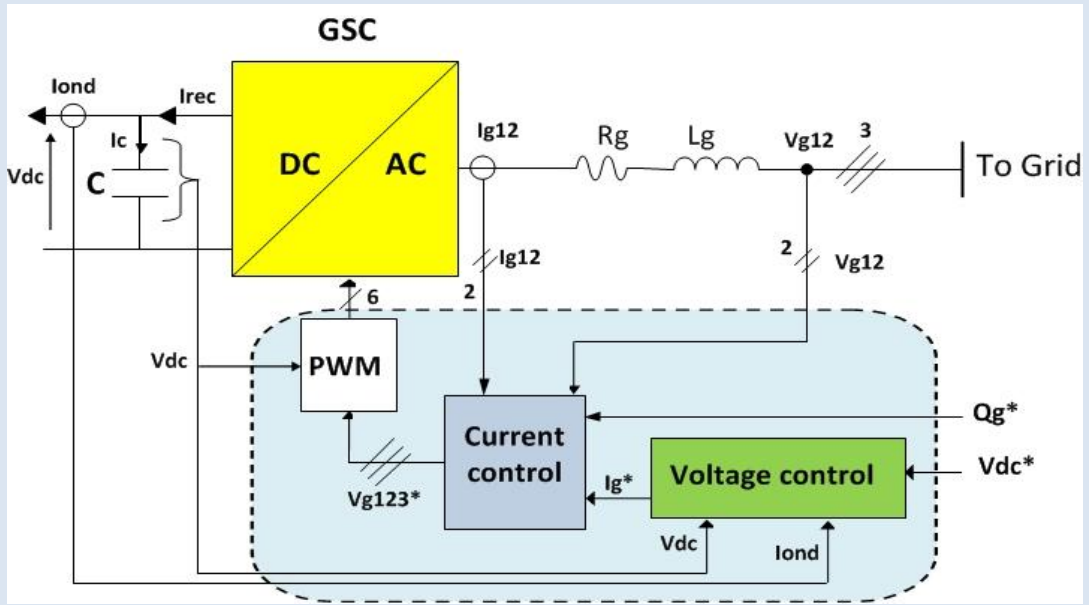 GSC
Iond
Irec
Ic
Vdc
C
DC
AC
Ig12
Rg
Lg
Vg12
3
To Grid
Ig12
2
2
Vg12
6
Vdc
PWM
Current
control
Qg*
Voltage control
Vdc*
Ig*
Vg123*
Vdc
Iond